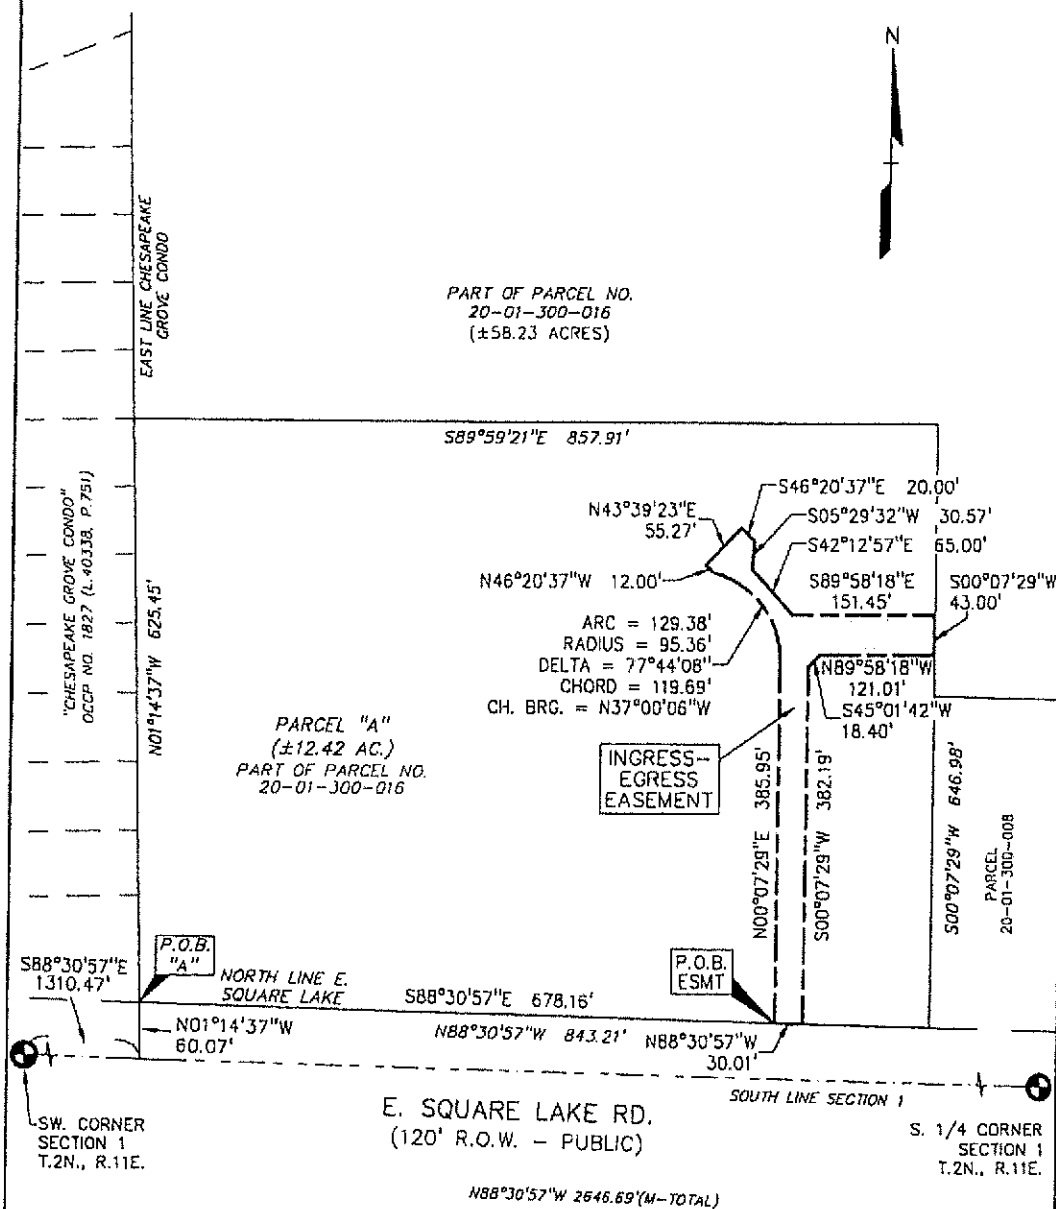 N
EAST LINE CHESAPEAKE
GROVE CONDO
PART OF PARCEL NO.
20-01-300-016
(±58.23 ACRES)
S89°59'21"E 857.91'
"CHESAPEAKE GROVE CONDO"
OCCP NO. 1827 (L.40338, P.751)
N01°14'37"W 625.45'
S46°20'37"E 20.00'
N43°39'23"E
55.27'
S05°29'32"W 30.57'
S42°12'57"E 65.00'
N46°20'37"W 12.00'
S89°58'18"E
151.45'
S00°07'29"W
43.00'
ARC = 129.38'
RADIUS = 95.36'
DELTA = 77°44'08"
CHORD = 119.69'
CH. BRG. = N37°00'06"W
N89°58'18"W
121.01'
S45°01'42"W
18.40'
PARCEL "A"
(±12.42 AC.)
PART OF PARCEL NO.
20-01-300-016
INGRESS-
EGRESS
EASEMENT
N00°07'29"E 385.95'
S00°07'29"W 382.19'
S00°07'29"W 646.98'
PARCEL
20-01-300-008
P.O.B.
"A"
S88°30'57"E
1310.47'
NORTH LINE E.
SQUARE LAKE
S88°30'57"E 678.16'
P.O.B.
ESMT
N01°14'37"W
60.07'
N88°30'57"W 843.21'
N88°30'57"W
30.01'
SOUTH LINE SECTION 1
SW. CORNER
SECTION 1
T.2N., R.11E.
E. SQUARE LAKE RD.
(120' R.O.W. - PUBLIC)
S. 1/4 CORNER
SECTION 1
T.2N., R.11E.
N88°30'57"W 2646.69'(M-TOTAL)